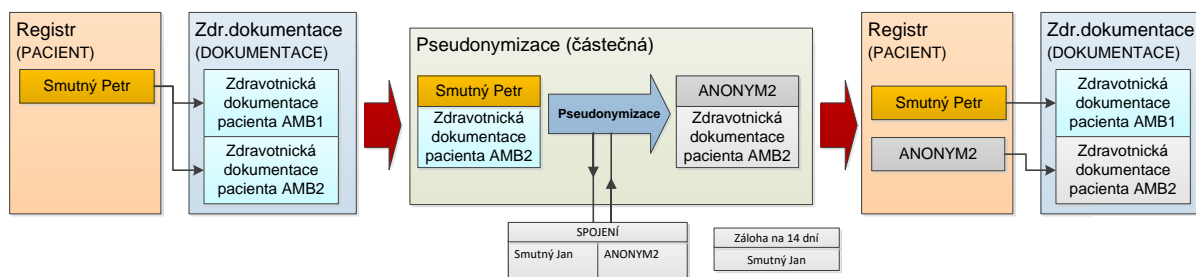 Registr
(PACIENT)
Smutný Petr
Zdr.dokumentace
(DOKUMENTACE)
Zdravotnická
dokumentace
pacienta AMB1
Zdravotnická
dokumentace
pacienta AMB2
Pseudonymizace (částečná)
Smutný Petr
Zdravotnická
dokumentace
pacienta AMB2
Pseudonymizace
ANONYM2
Zdravotnická
dokumentace
pacienta AMB2
SPOJENÍ
Smutný Jan
ANONYM2
Záloha na 14 dní
Smutný Jan
Registr
(PACIENT)
Smutný Petr
ANONYM2
Zdr.dokumentace
(DOKUMENTACE)
Zdravotnická
dokumentace
pacienta AMB1
Zdravotnická
dokumentace
pacienta AMB2